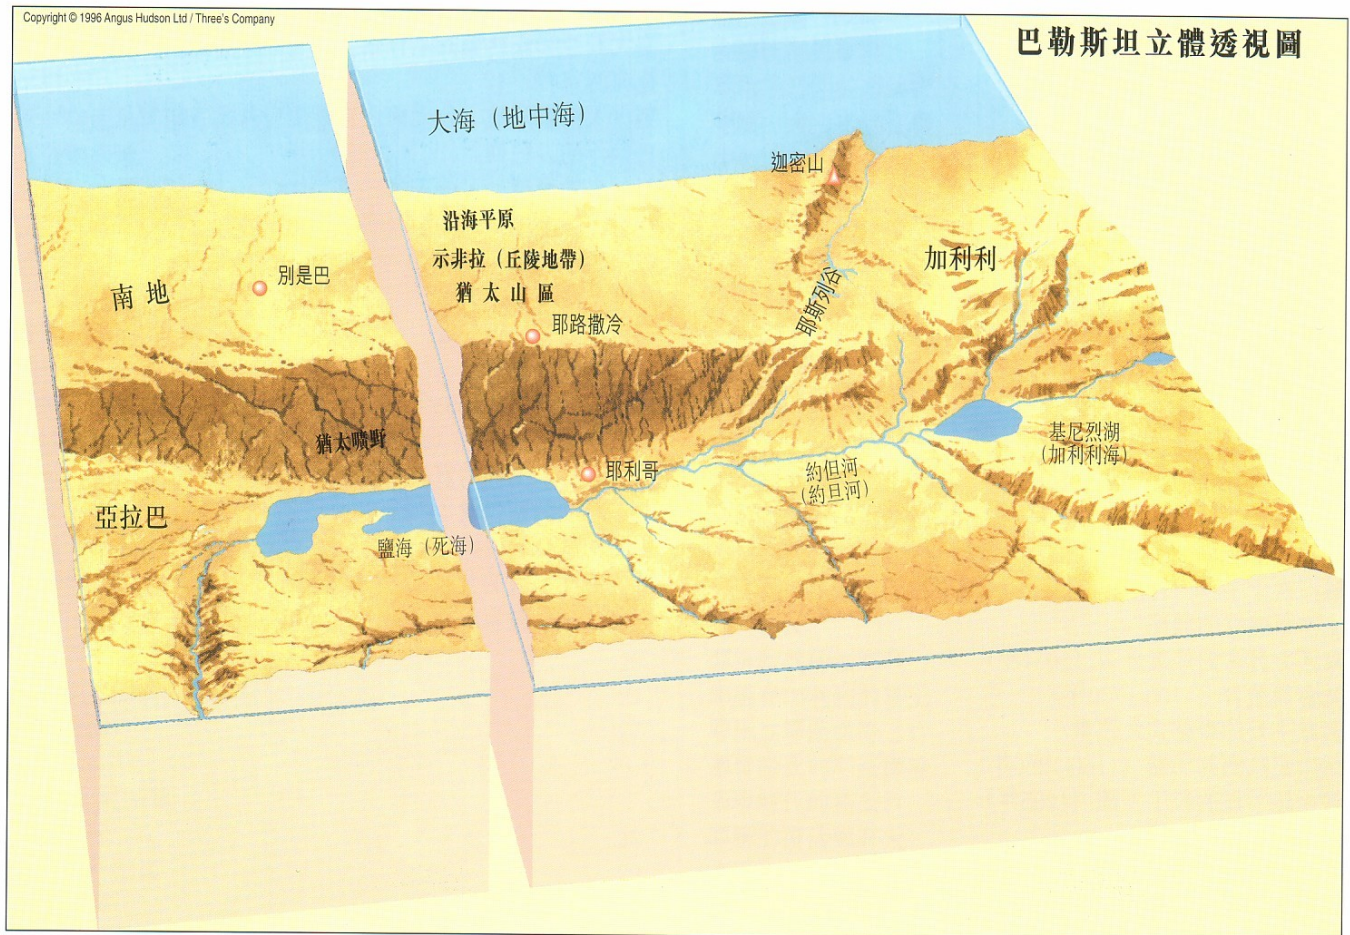 Copyright © 1996 Angus Hudson Ltd / Three's Company
巴勒斯坦立體透視圖
大海（地中海）
迦密山
沿海平原
示非拉（丘陵地帶）
猶太山區
加利利
南地
別是巴
耶斯列谷
耶路撒冷
猶太曠野
耶利哥
基尼烈湖
(加利利海)
約但河
(約旦河)
亞拉巴
鹽海（死海）